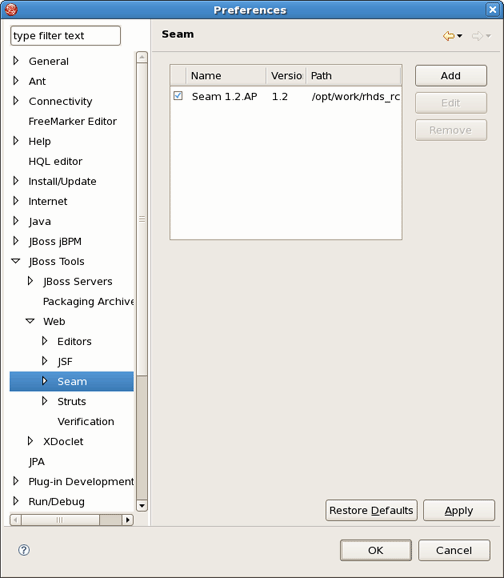 Preferences
type filter text
Seam
General
Ant
Connectivity
FreeMarker Editor
Help
HQL editor
Install/Update
Internet
Java
JBoss jBPM
JBoss Tools
JBoss Servers
Packaging Archive
Web
Editors
JSF
Seam
Struts
Verification
XDoclet
JPA
Plug-in Development
Run/Debug
Name Versio Path
Seam 1.2.AP 1.2 /opt/work/rhds_rc
Add
Edit
Remove
Restore Defaults Apply
OK Cancel